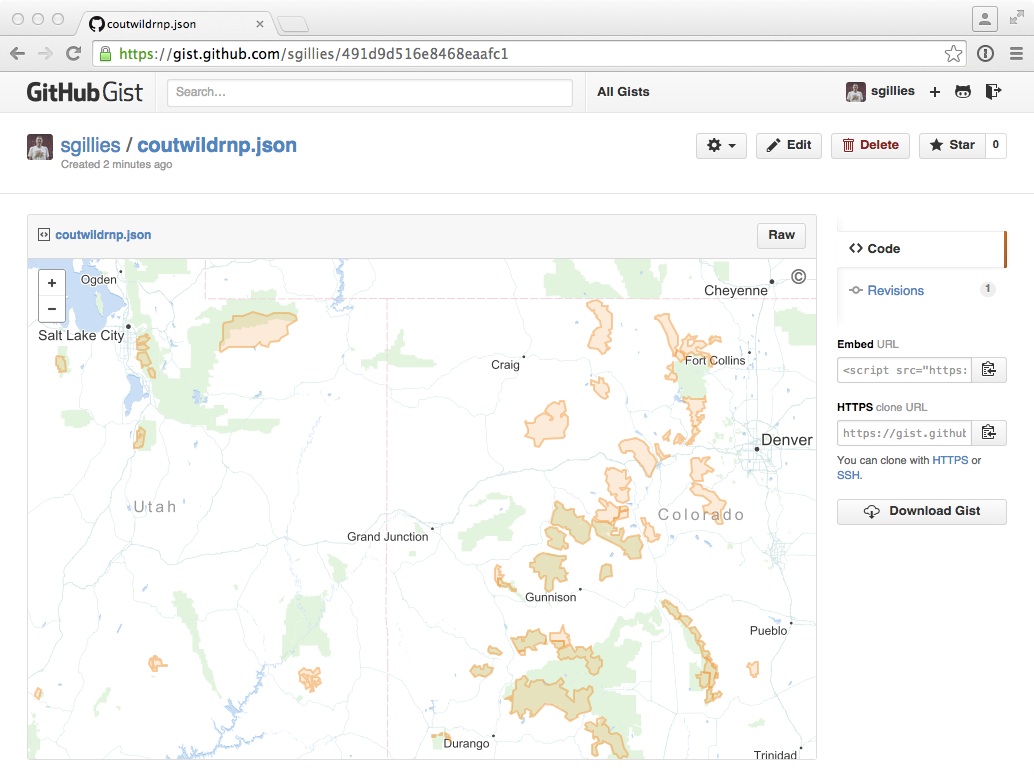 coutwildrnp.json
https://gist.github.com/sgillies/491d9d516e8468eaafc1
GitHub Gist
Search...
All Gists
sgillies
sgillies / coutwildrnp.json
Created 2 minutes ago
Edit
Delete
Star
0
coutwildrnp.json
Raw
Code
Revisions
1
Embed URL
<script src="https:
HTTPS clone URL
https://gist.githul
You can clone with HTTPS or
SSH.
Download Gist
+
−
©
Ogden
Cheyenne
Salt Lake City
Craig
Fort Collins
Denver
Utah
Colorado
Grand Junction
Gunnison
Pueblo
Durango
Trinidad